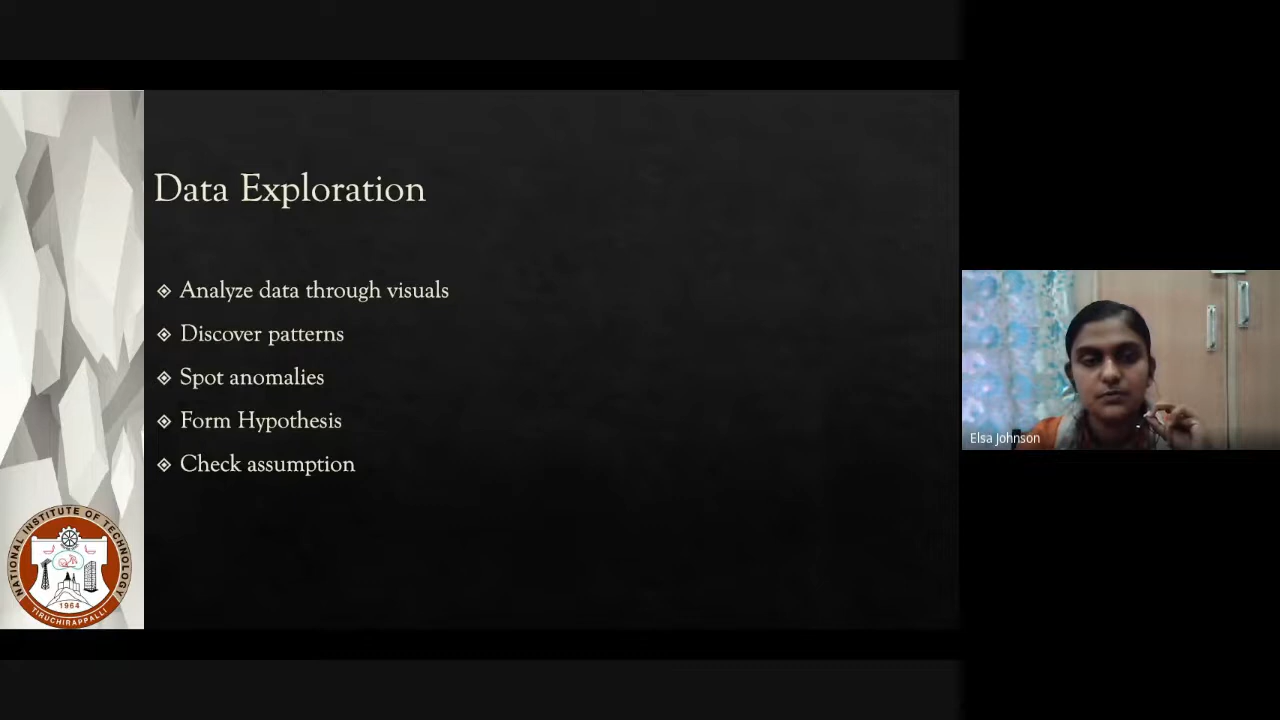 Data Exploration
Analyze data through visuals
Discover patterns
Spot anomalies
Form Hypothesis
Check assumption
NATIONAL INSTITUTE OF TECHNOLOGY
1964
TIRUCHIRAPPALLI
Elsa Johnson